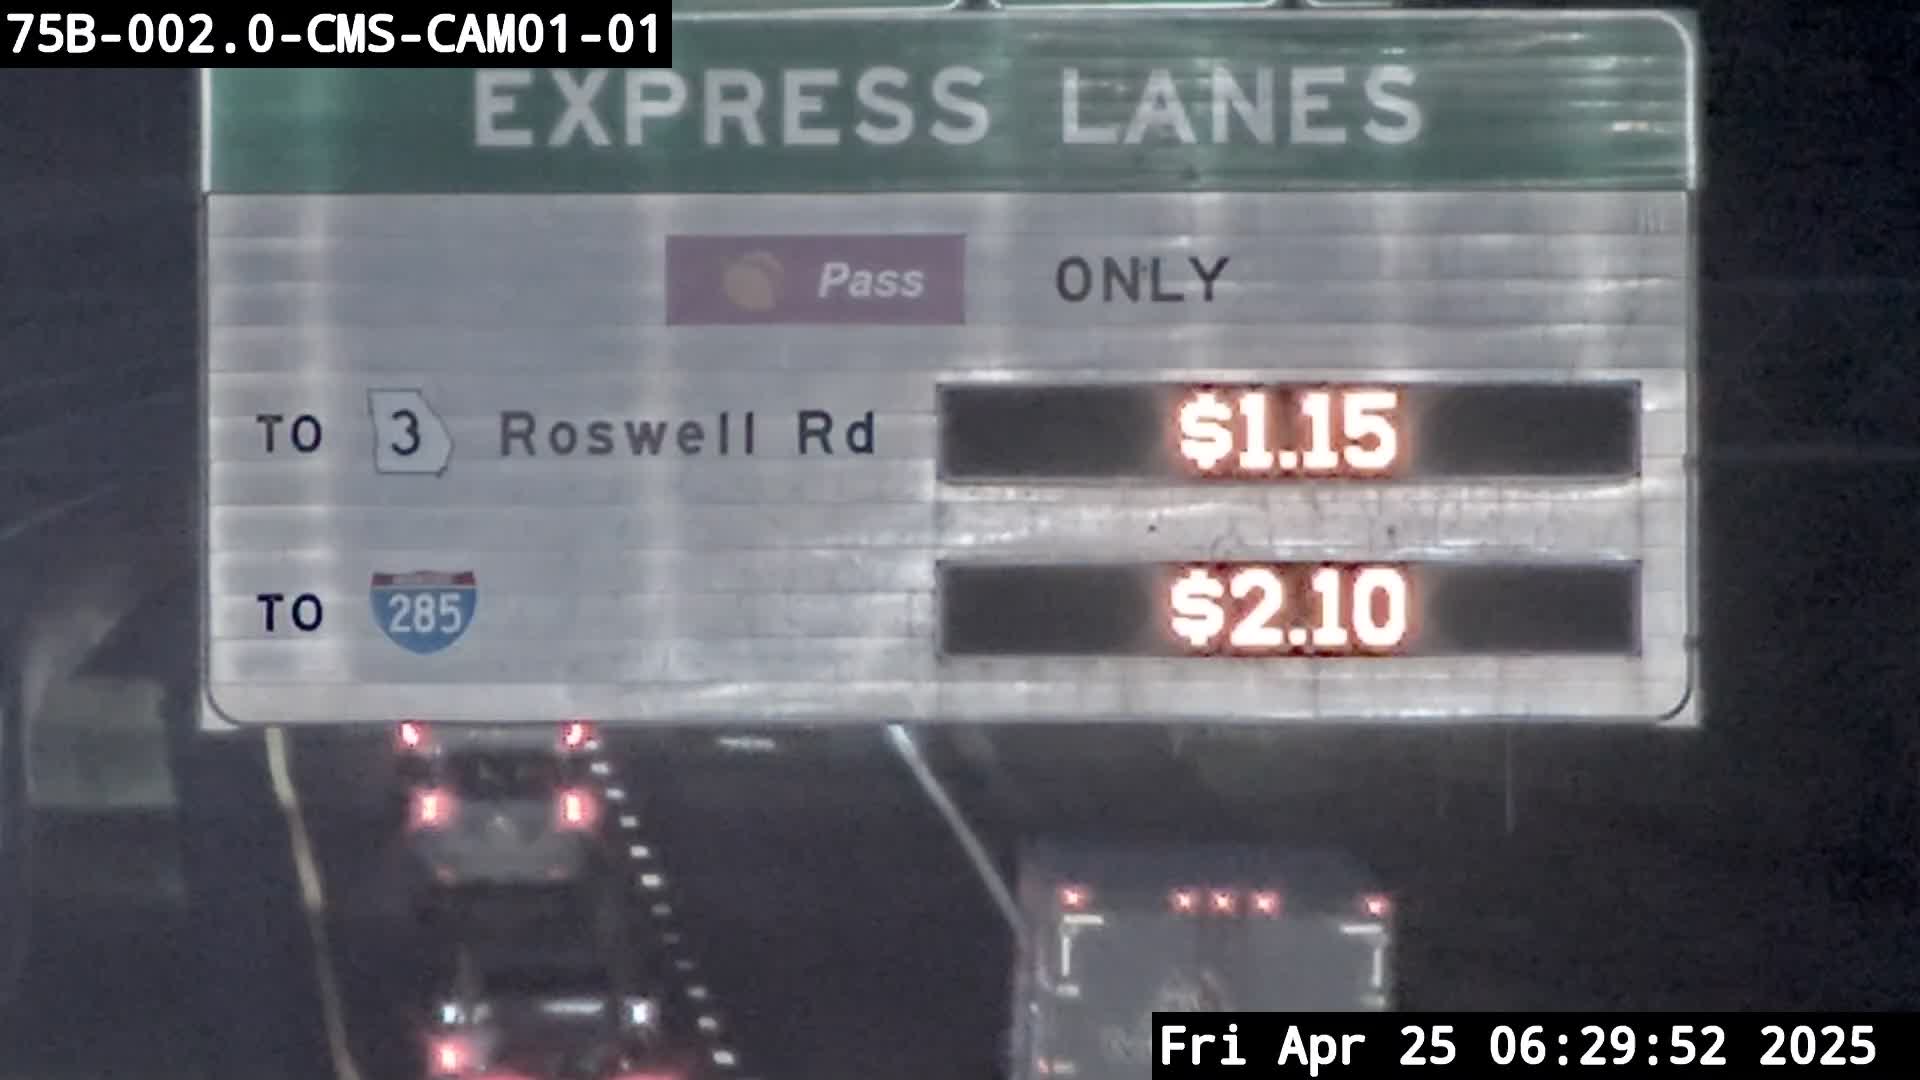 75B-002.0-CMS-CAM01-01
EXPRESS LANES
Pass ONLY
TO 3 Roswell Rd $1.15
TO 285 $2.10
Fri Apr 25 06:29:52 2025